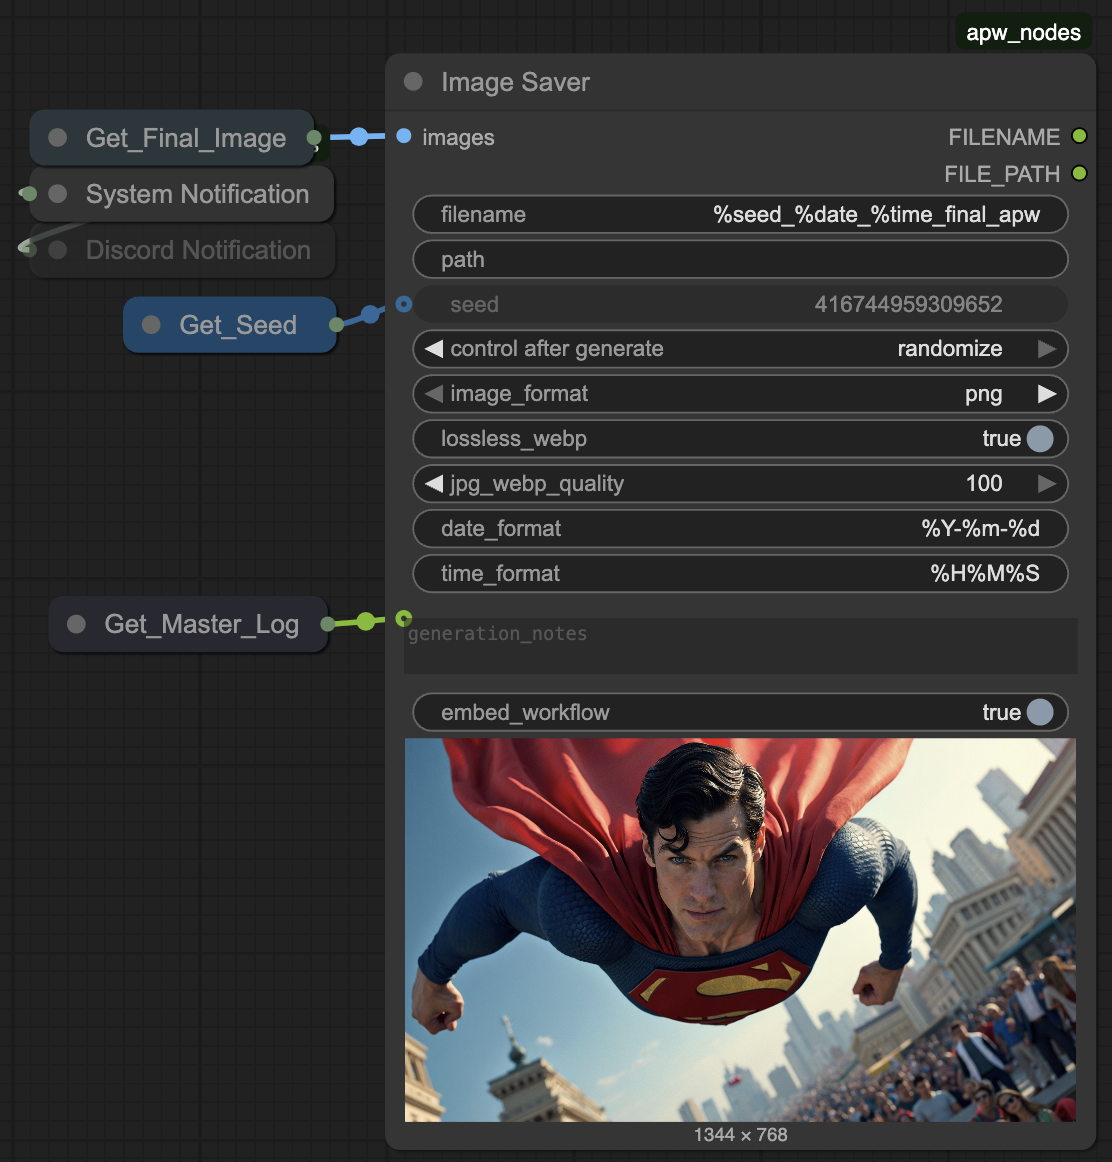 apw_nodes
Image Saver
Get_Final_Image
images
FILENAME
System Notification
FILE_PATH
filename %seed_%date_%time_final_apw
Discord Notification
path
Get_Seed
seed 416744959309652
control after generate randomize
image_format png
lossless_webp true
jpg_webp_quality 100
date_format %Y-%m-%d
time_format %H%M%S
Get_Master_Log
generation_notes
embed_workflow true
S
1344 × 768